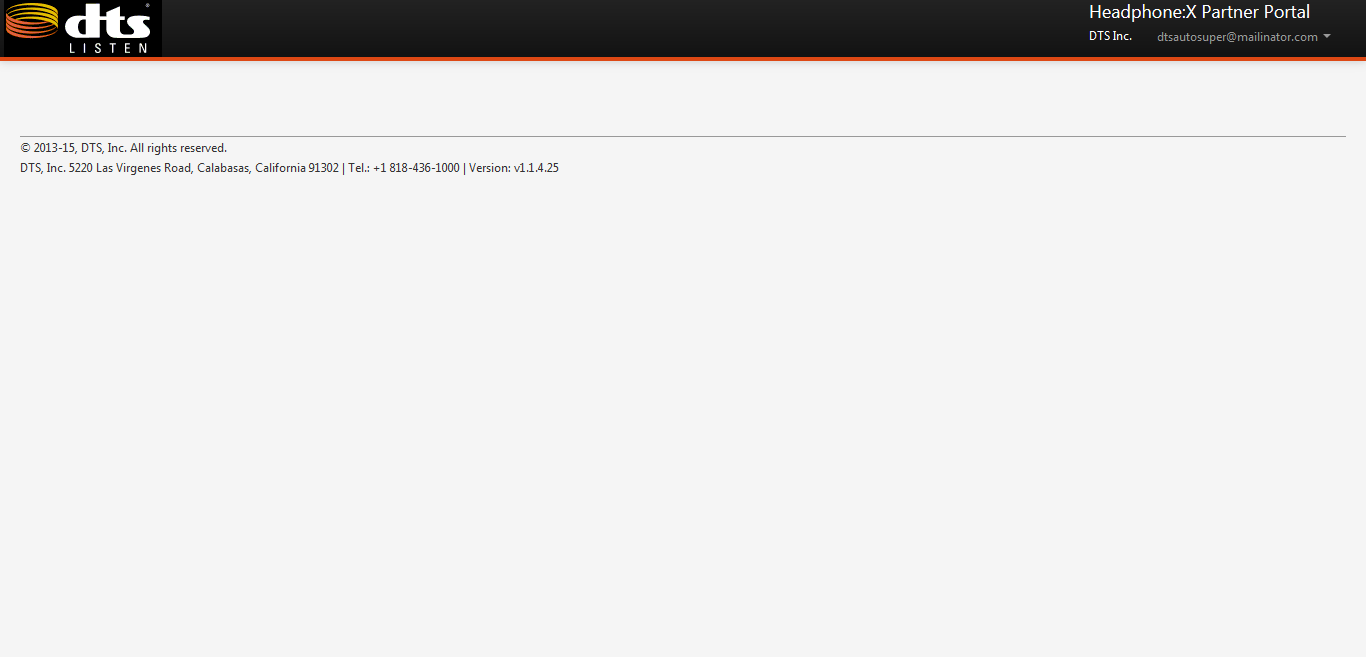 dts®
LISTEN
Headphone:X Partner Portal
DTS Inc. dtsautosuper@mailinator.com
© 2013-15, DTS, Inc. All rights reserved.
DTS, Inc. 5220 Las Virgenes Road, Calabasas, California 91302 | Tel.: +1 818-436-1000 | Version: v1.1.4.25